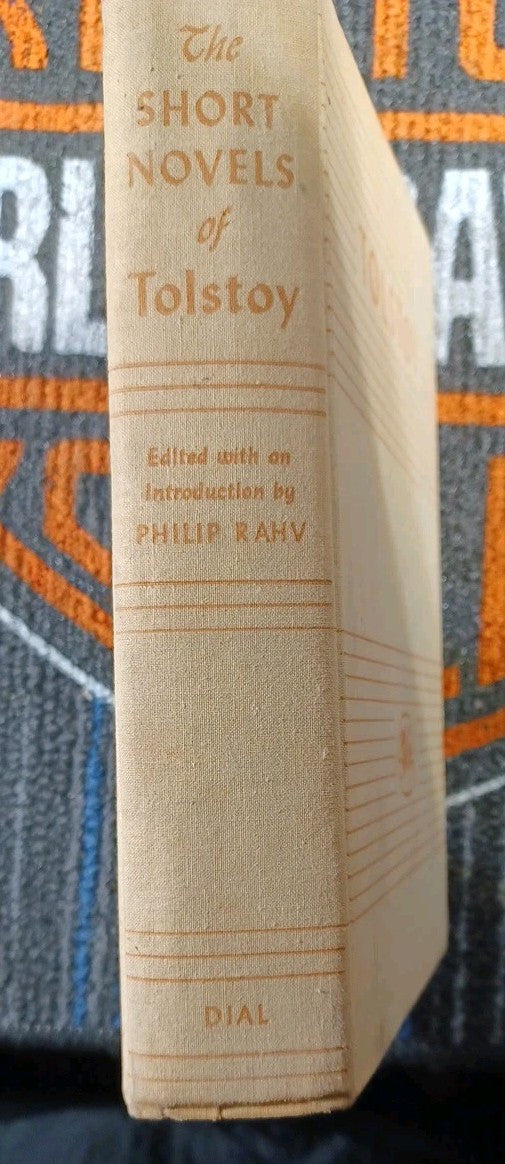 The
SHORT
NOVELS
of
Tolstoy
Edited with an
Introduction by
PHILIP RAHV
DIAL